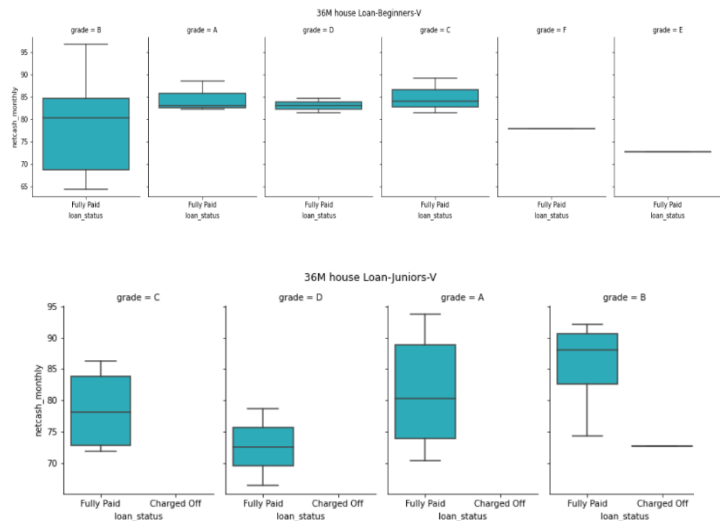 36M house Loan-Beginners-V
grade = B
grade = A
grade = D
grade = C
grade = F
grade = E
netcash_monthly
95
90
85
80
75
70
65
Fully Paid
Fully Paid
Fully Paid
Fully Paid
Fully Paid
Fully Paid
loan_status
loan_status
loan_status
loan_status
loan_status
loan_status
36M house Loan-Juniors-V
grade = C
grade = D
grade = A
grade = B
netcash_monthly
95
90
85
80
75
70
Fully Paid Charged Off
Fully Paid Charged Off
Fully Paid Charged Off
Fully Paid Charged Off
loan_status
loan_status
loan_status
loan_status